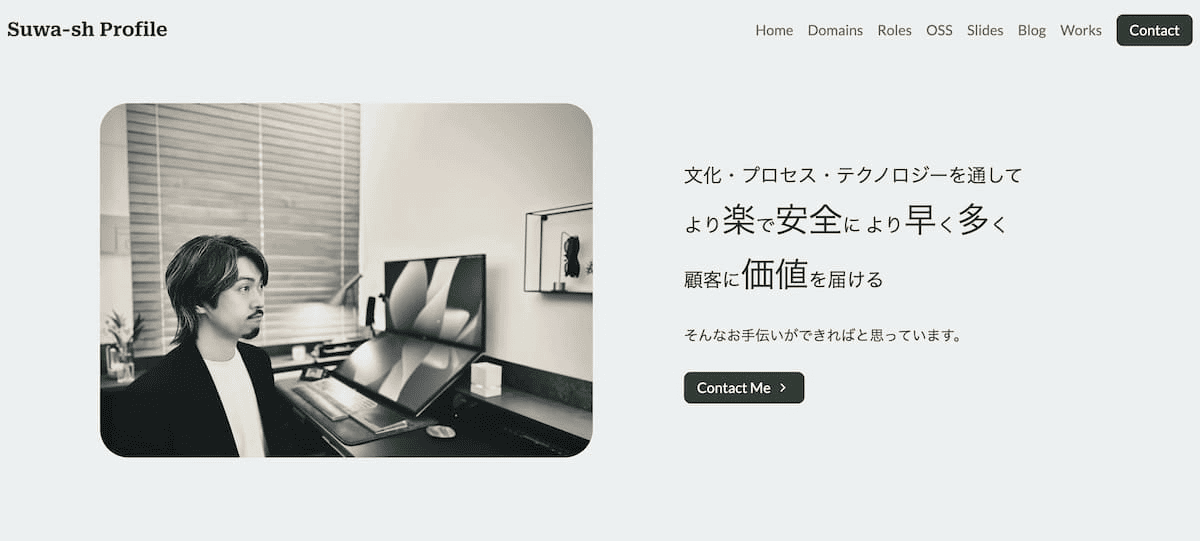 Suwa-sh Profile
Home Domains Roles OSS Slides Blog Works Contact
文化・プロセス・テクノロジーを通して
より楽で安全に より早く多く
顧客に価値を届ける
そんなお手伝いができればと思っています。
Contact Me